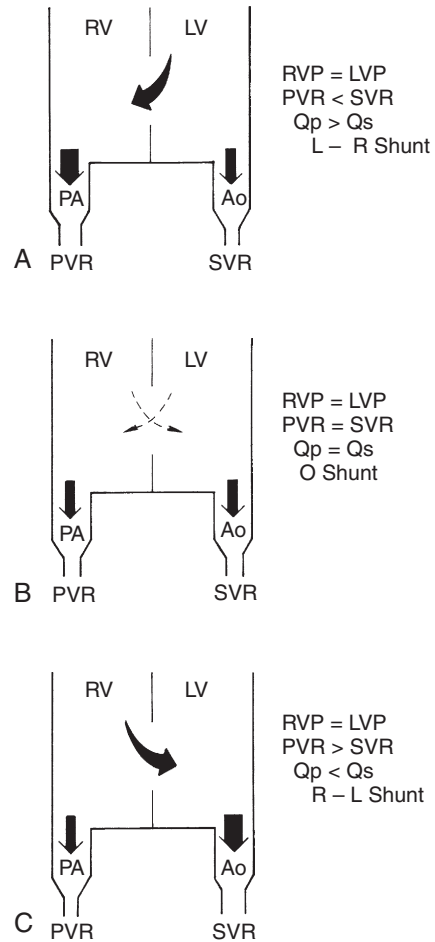 RV LV
RVP = LVP
PVR < SVR
Qp > Qs
L – R Shunt
PA Ao
A PVR SVR
RV LV
RVP = LVP
PVR = SVR
Qp = Qs
O Shunt
PA Ao
B PVR SVR
RV LV
RVP = LVP
PVR > SVR
Qp < Qs
R – L Shunt
PA Ao
C PVR SVR